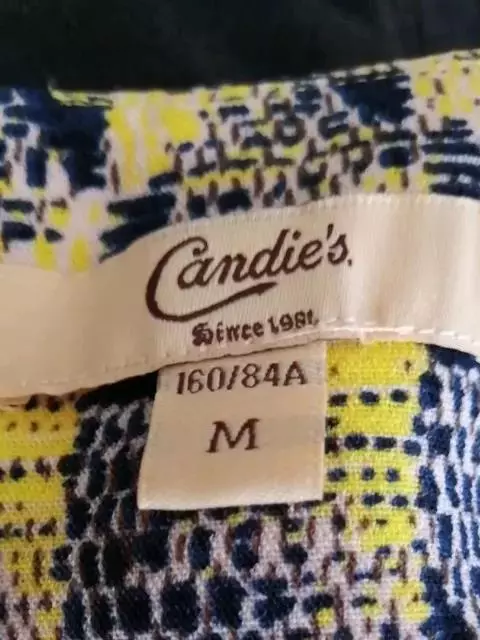 Candie's.
Since 1981.
160/84A
M